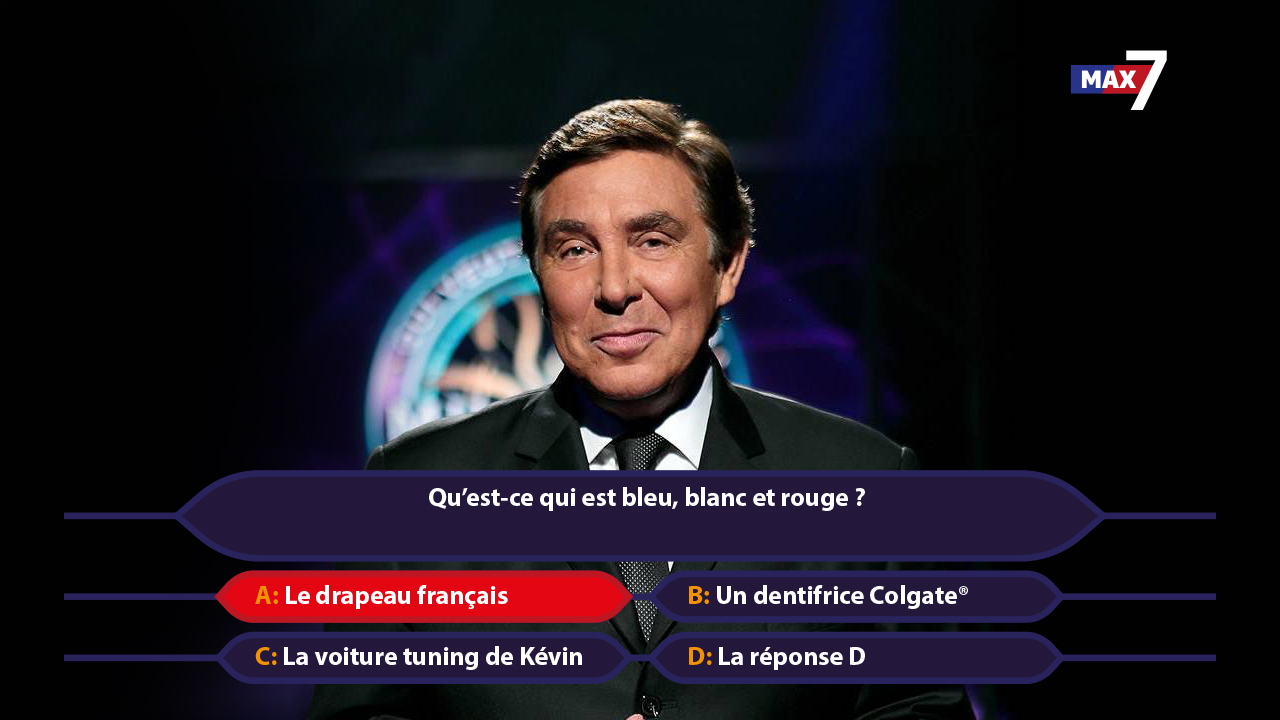 MAX 7
Qu’est-ce qui est bleu, blanc et rouge ?
A: Le drapeau français
B: Un dentifrice Colgate®
C: La voiture tuning de Kévin
D: La réponse D